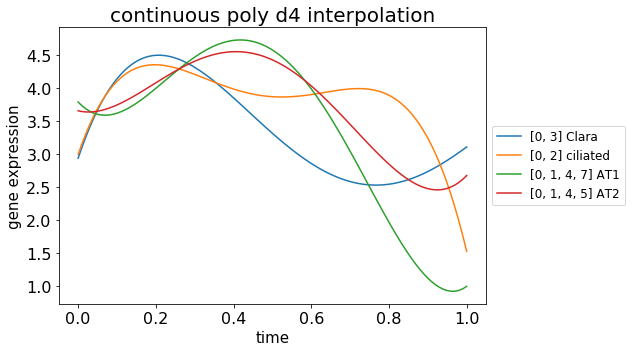 continuous poly d4 interpolation
gene expression
4.5
4.0
3.5
3.0
2.5
2.0
1.5
1.0
0.0 0.2 0.4 0.6 0.8 1.0
time
[0, 3] Clara
[0, 2] ciliated
[0, 1, 4, 7] AT1
[0, 1, 4, 5] AT2